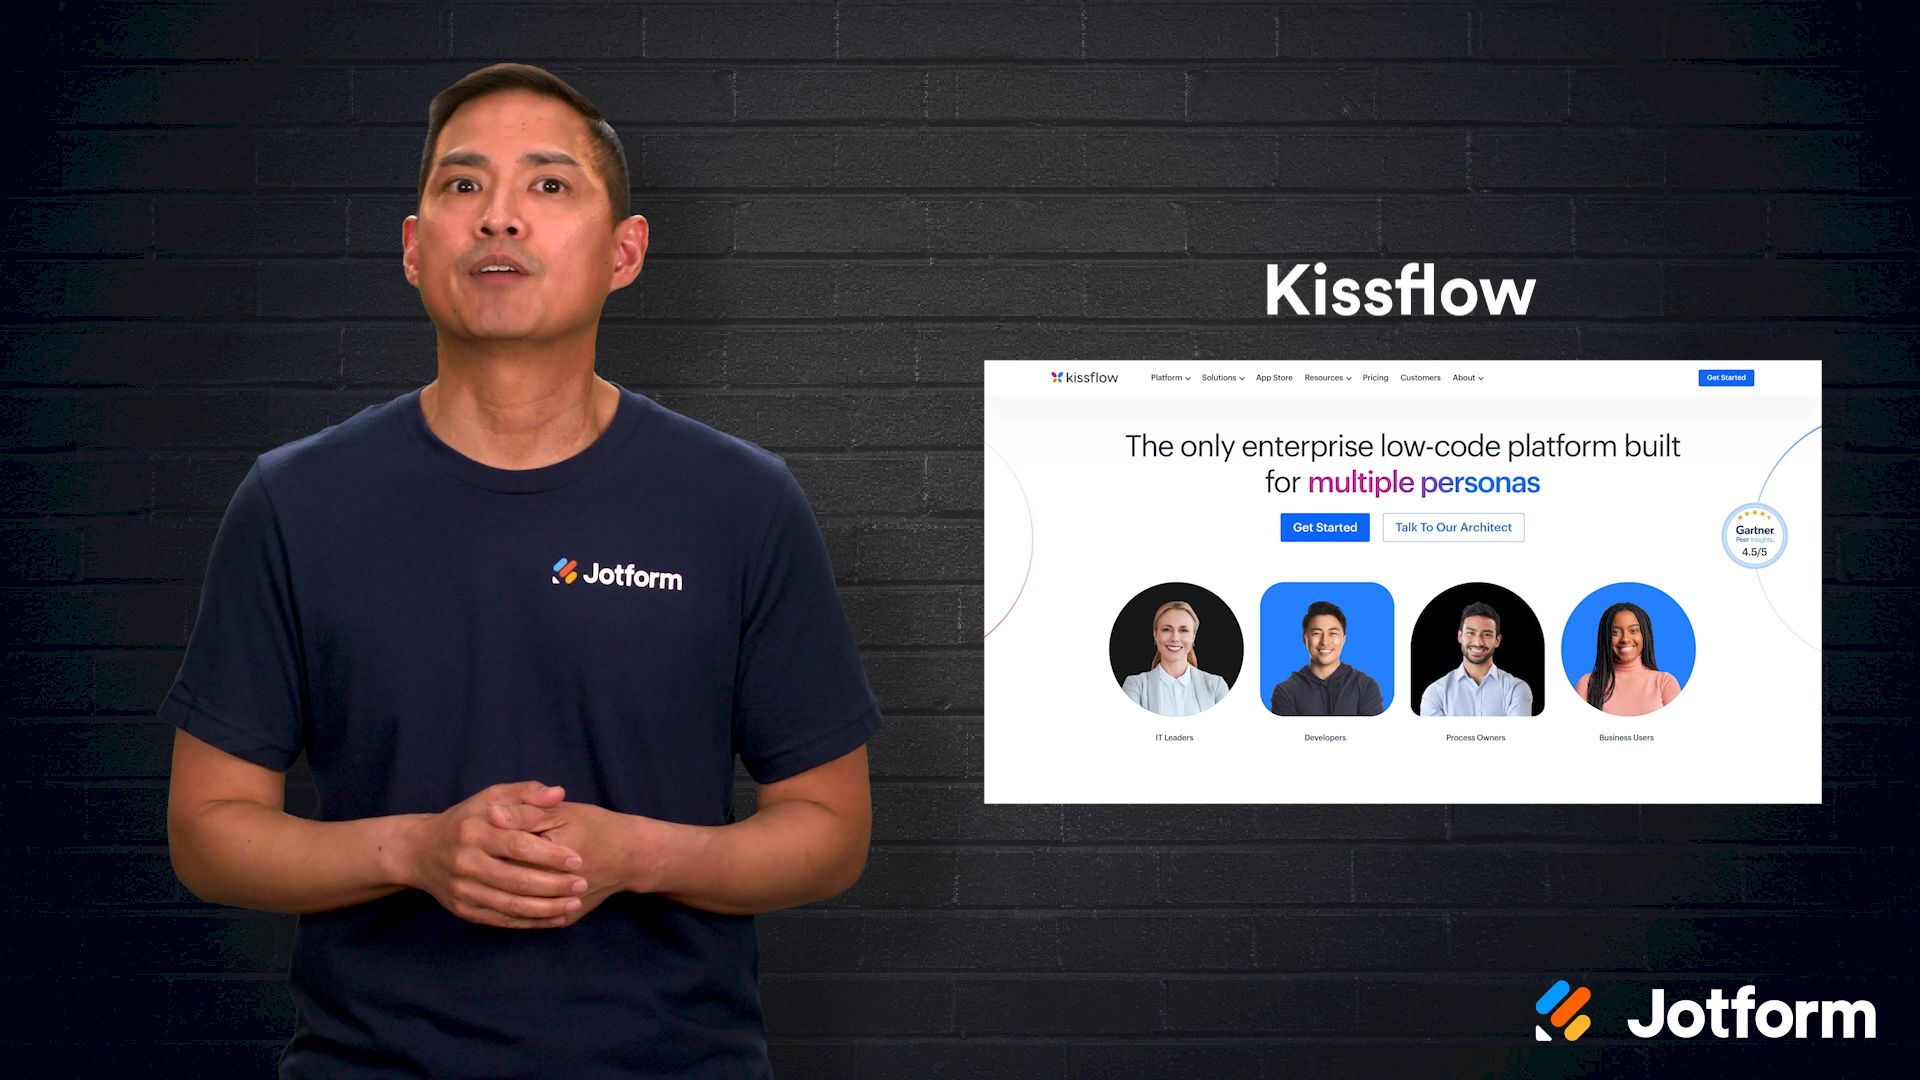 Kissflow
kissflow
Platform Solutions App Store Resources Pricing Customers About
Get Started
The only enterprise low-code platform built
for multiple personas
Get Started Talk To Our Architect
Gartner
Peer Insights
4.5/5
IT Leaders Developers Process Owners Business Users
Jotform
Jotform